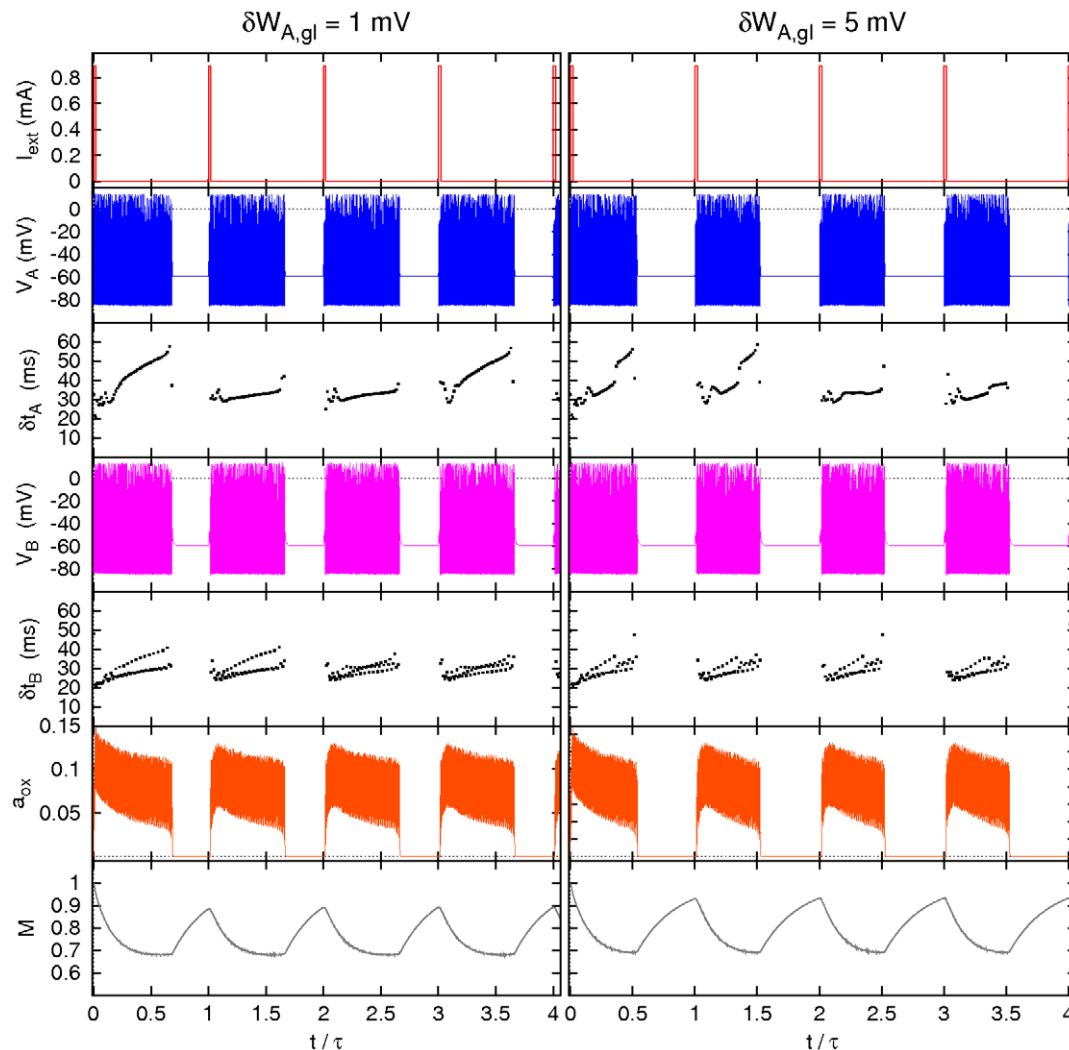 δW_A,gl = 1 mV
δW_A,gl = 5 mV
I_ext (mA)
0.8
0.6
0.4
0.2
0
V_A (mV)
0
-20
-40
-60
-80
δt_A (ms)
60
50
40
30
20
10
V_B (mV)
0
-20
-40
-60
-80
δt_B (ms)
60
50
40
30
20
0.15
a_ox
0.1
0.05
M
1
0.9
0.8
0.7
0.6
0 0.5 1 1.5 2 2.5 3 3.5 4
0 0.5 1 1.5 2 2.5 3 3.5 4
t / τ
t / τ